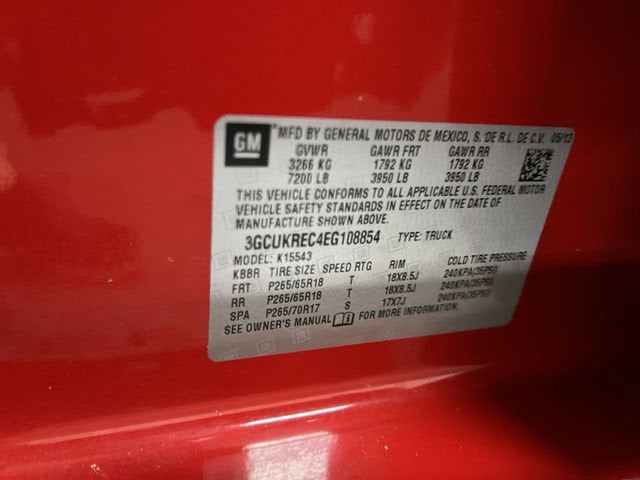 GM
*MFD BY GENERAL MOTORS DE MEXICO, S. DE R.L. DE C.V. 05/13
GVWR GAWR FRT GAWR RR
3266 KG 1792 KG 1792 KG
7200 LB 3950 LB 3950 LB
THIS VEHICLE CONFORMS TO ALL APPLICABLE U.S. FEDERAL MOTOR
VEHICLE SAFETY STANDARDS IN EFFECT ON THE DATE OF
MANUFACTURE SHOWN ABOVE.
3GCUKREC4EG108854 TYPE: TRUCK
MODEL: K15543
KBBR TIRE SIZE SPEED RTG RIM COLD TIRE PRESSURE
FRT P265/65R18 T 18X8.5J 240KPA(35PSI)
RR P265/65R18 T 18X8.5J 240KPA(35PSI)
SPA P265/70R17 S 17X7J 240KPA(35PSI)
SEE OWNER'S MANUAL FOR MORE INFORMATION.